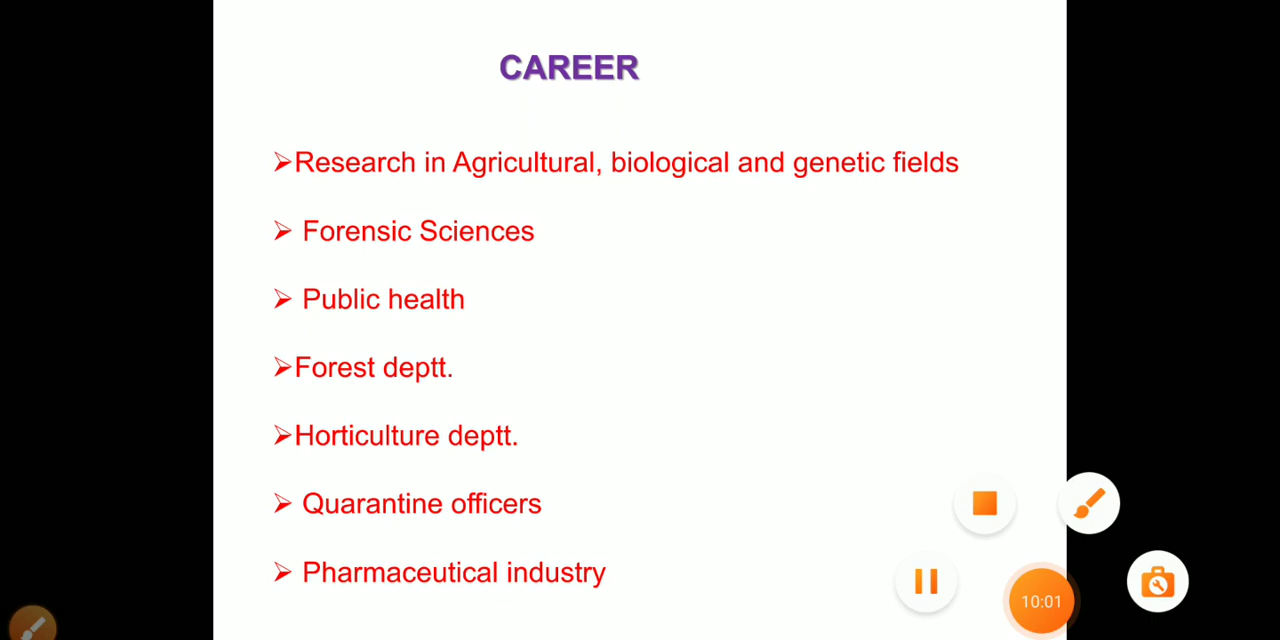 CAREER
➢Research in Agricultural, biological and genetic fields
➢ Forensic Sciences
➢ Public health
➢Forest deptt.
➢Horticulture deptt.
➢ Quarantine officers
➢ Pharmaceutical industry
10:01